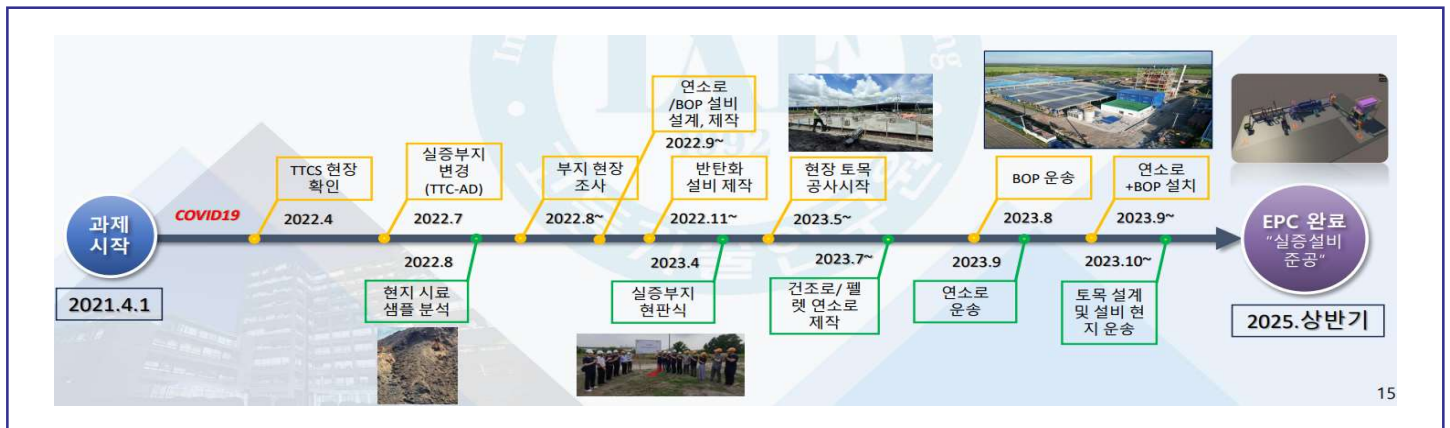 연소로
/BOP 설비
설계, 제작
2022.9~
TTCS 현장
확인
실증부지
변경
(TTC-AD)
부지 현장
조사
반탄화
설비 제작
현장 토목
공사시작
BOP 운송
연소로
+BOP 설치
과제
시작
COVID19
2022.4
2022.7
2022.8~
2022.11~
2023.5~
2023.8
2023.9~
EPC 완료
"실증설비
준공"
2022.8
2023.4
2023.7~
2023.9
2023.10~
2021.4.1
현지 시료
샘플 분석
실증부지
현판식
건조로/ 펠
렛 연소로
제작
연소로
운송
토목 설계
및 설비 현
지 운송
2025.상반기
15